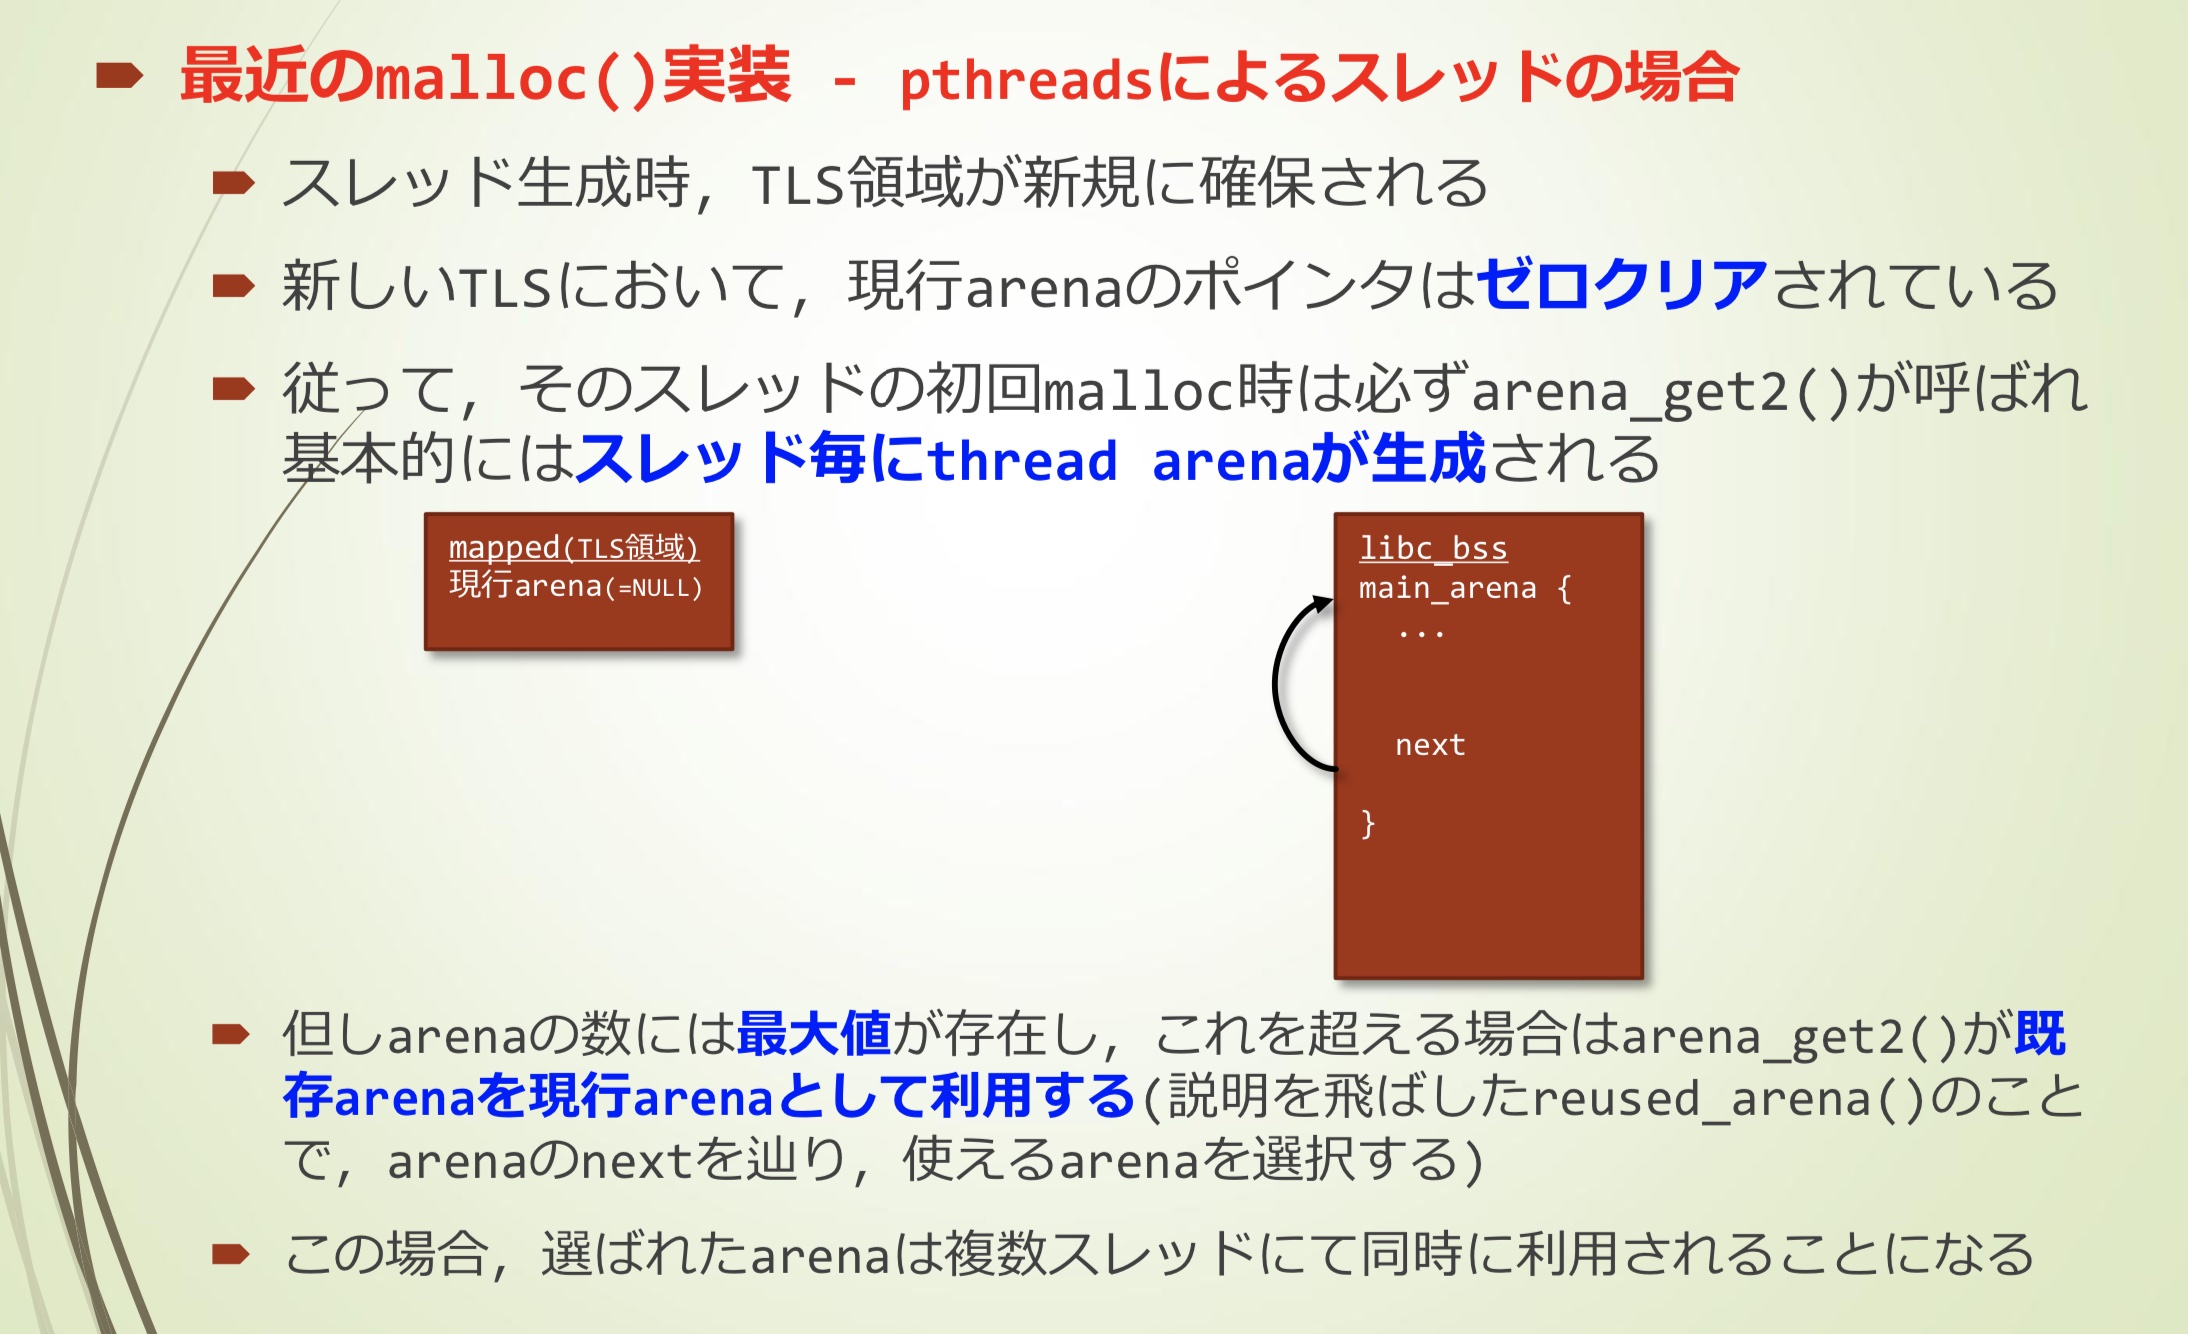 最近のmalloc()実装 - pthreadsによるスレッドの場合
スレッド生成時, TLS領域が新規に確保される
新しいTLSにおいて, 現行arenaのポインタはゼロクリアされている
従って, そのスレッドの初回malloc時は必ずarena_get2()が呼ばれ
基本的にはスレッド毎にthread arenaが生成される
mapped(TLS領域)
現行arena(=NULL)
libc_bss
main_arena {
...
next
}
但しarenaの数には最大値が存在し, これを超える場合はarena_get2()が既
存arenaを現行arenaとして利用する(説明を飛ばしたreused_arena()のこと
で, arenaのnextを辿り, 使えるarenaを選択する)
この場合, 選ばれたarenaは複数スレッドにて同時に利用されることになる